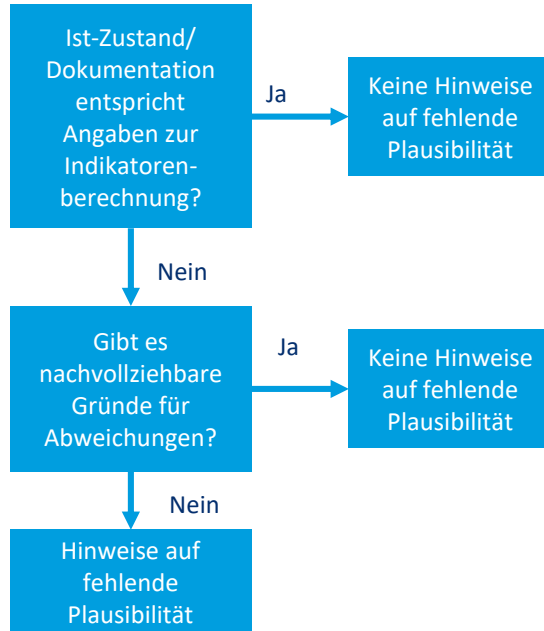 Ist-Zustand/
Dokumentation
entspricht
Angaben zur
Indikatoren-
berechnung?
Ja
Keine Hinweise
auf fehlende
Plausibilität
Nein
Gibt es
nachvollziehbare
Gründe für
Abweichungen?
Ja
Keine Hinweise
auf fehlende
Plausibilität
Nein
Hinweise auf
fehlende
Plausibilität